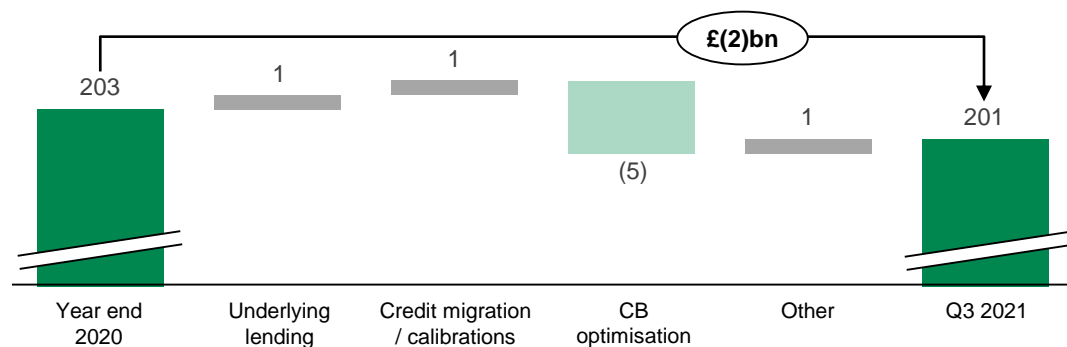 £(2)bn
203
1
1
(5)
1
201
Year end
2020
Underlying
lending
Credit migration
/ calibrations
CB
optimisation
Other
Q3 2021